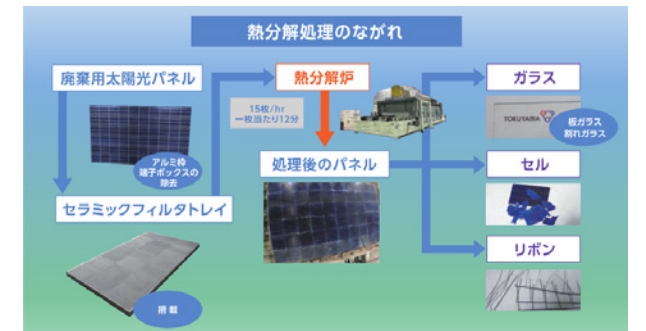 熱分解処理のながれ
廃棄用太陽光パネル
アルミ枠
端子ボックスの
除去
セラミックフィルタトレイ
搭載
熱分解炉
15枚/hr
一枚当たり12分
処理後のパネル
ガラス
TOKUYAMA
板ガラス
割れガラス
セル
リボン